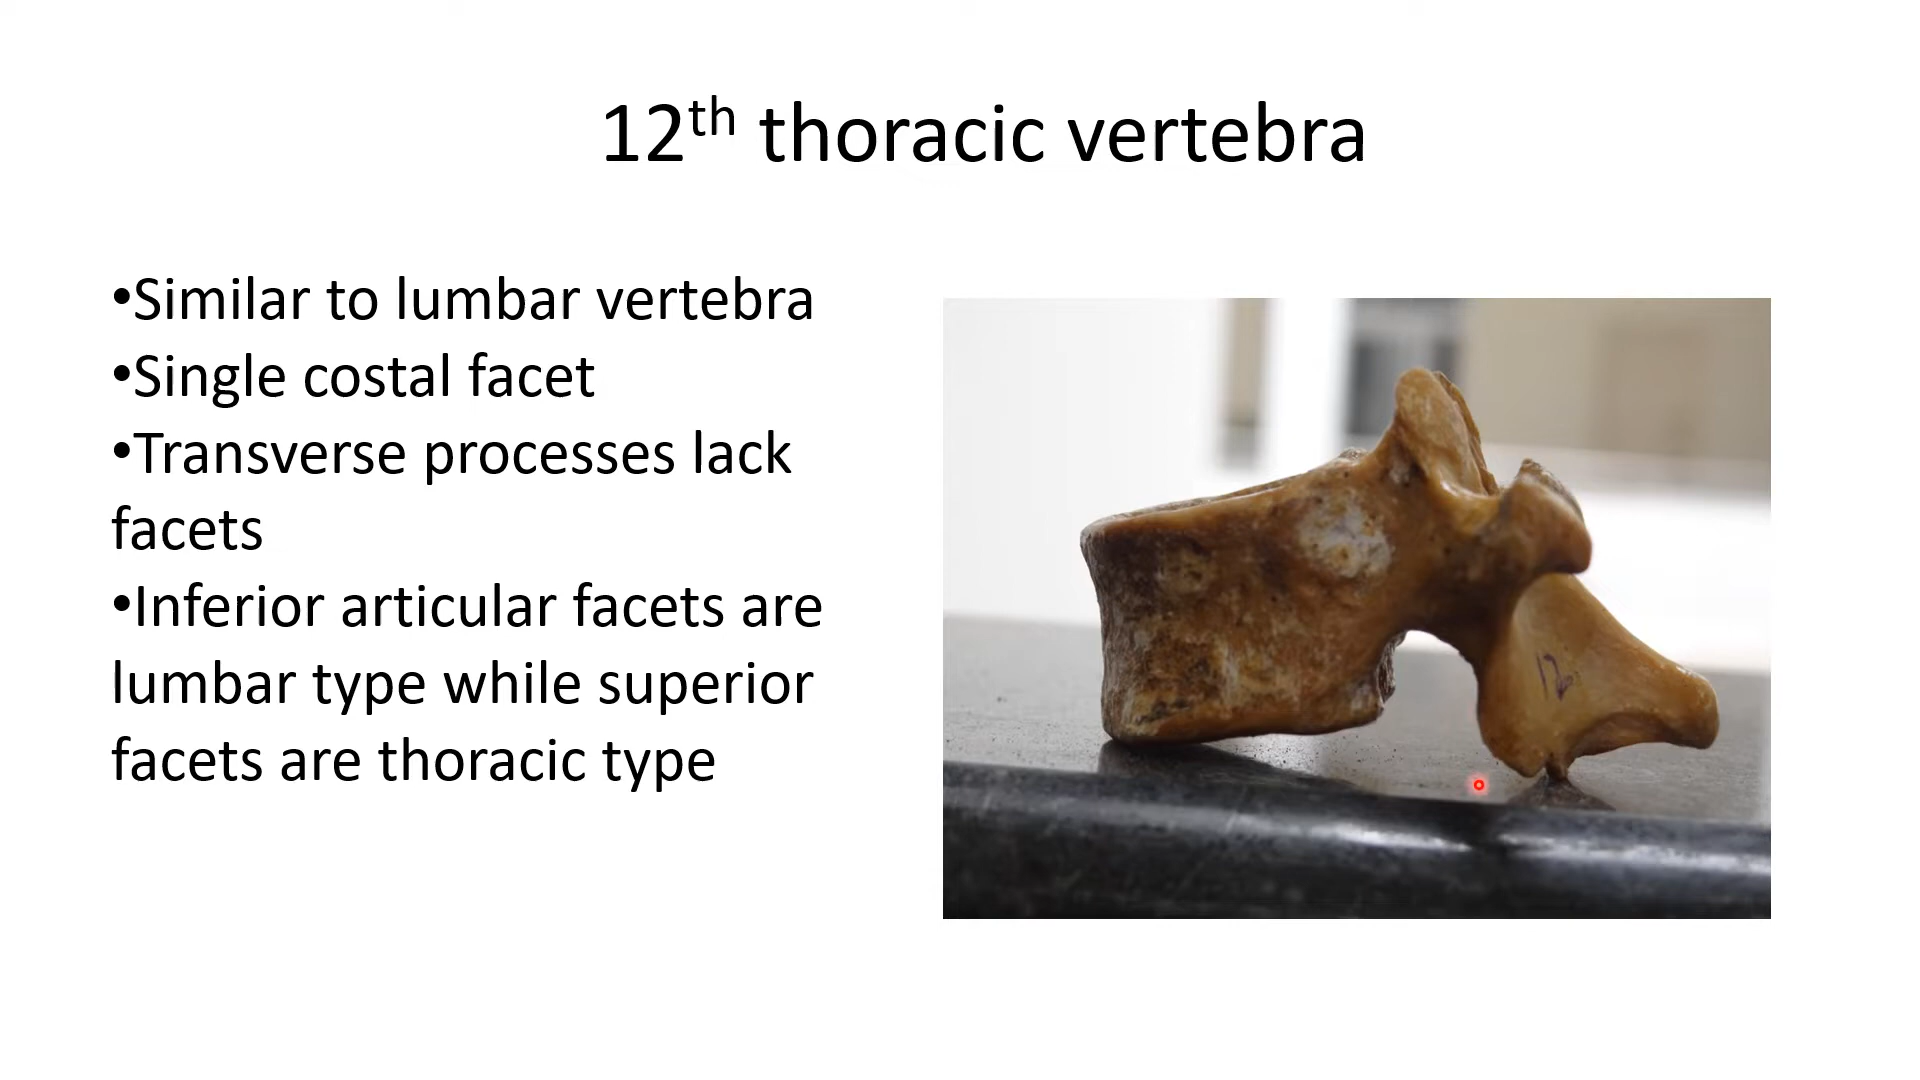 12th thoracic vertebra
•Similar to lumbar vertebra
•Single costal facet
•Transverse processes lack
facets
•Inferior articular facets are
lumbar type while superior
facets are thoracic type
12